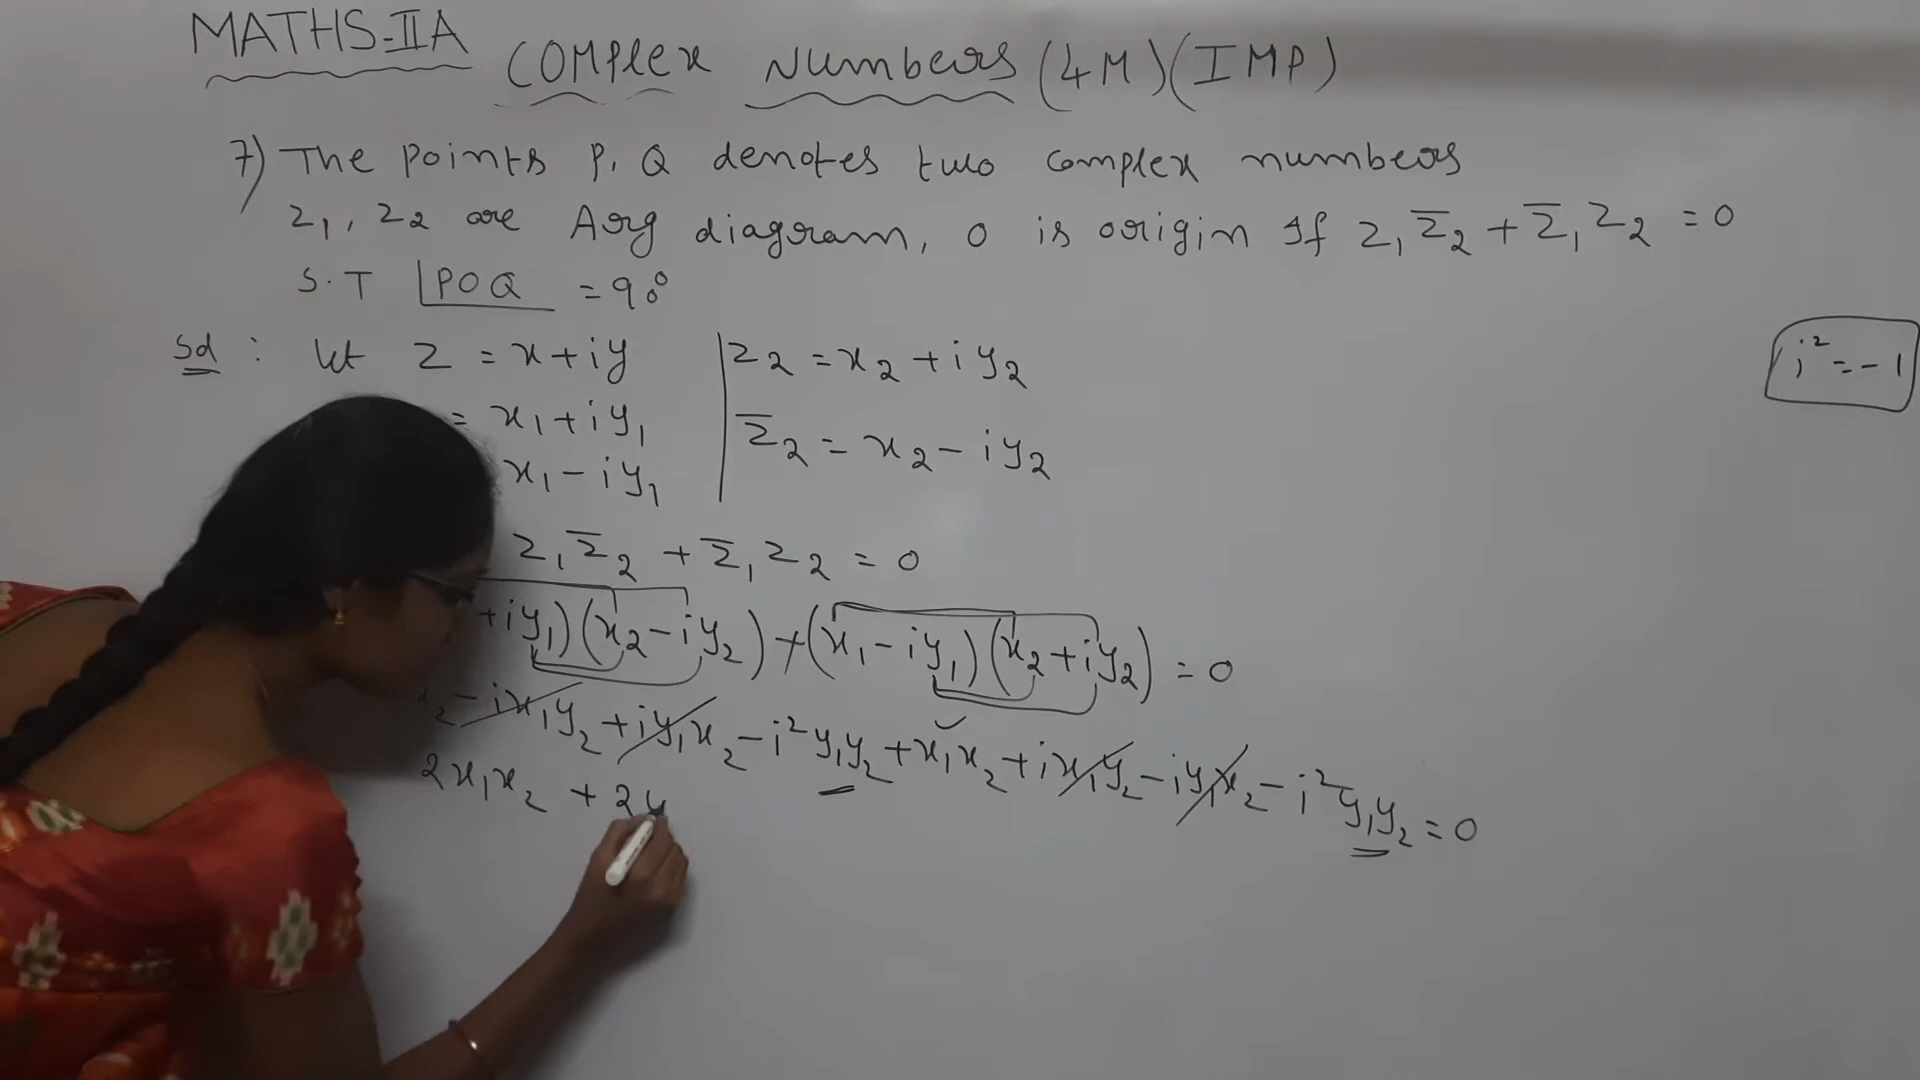 MATHS-IIA
COMPlex Numbers (4M) (IMP)
7) The points P, Q denotes two complex numbers
z₁, z₂ are Arg diagram, O is origin If z₁z̅₂ + z̅₁z₂ = 0
S.T ∠POQ = 90°
Sol : let z = x + iy
= x₁ + iy₁
x₁ - iy₁
z₂ = x₂ + iy₂
z̅₂ = x₂ - iy₂
i² = -1
z₁z̅₂ + z̅₁z₂ = 0
+ iy₁)(x₂ - iy₂) + (x₁ - iy₁)(x₂ + iy₂) = 0
x₂ - ix₁y₂ + iy₁x₂ - i²y₁y₂ + x₁x₂ + ix₁y₂ - iy₁x₂ - i²y₁y₂ = 0
2x₁x₂ + 2y